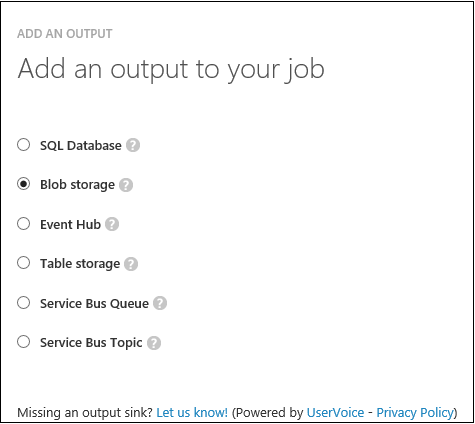 ADD AN OUTPUT
Add an output to your job
SQL Database ?
Blob storage ?
Event Hub ?
Table storage ?
Service Bus Queue ?
Service Bus Topic ?
Missing an output sink? Let us know! (Powered by UserVoice - Privacy Policy)